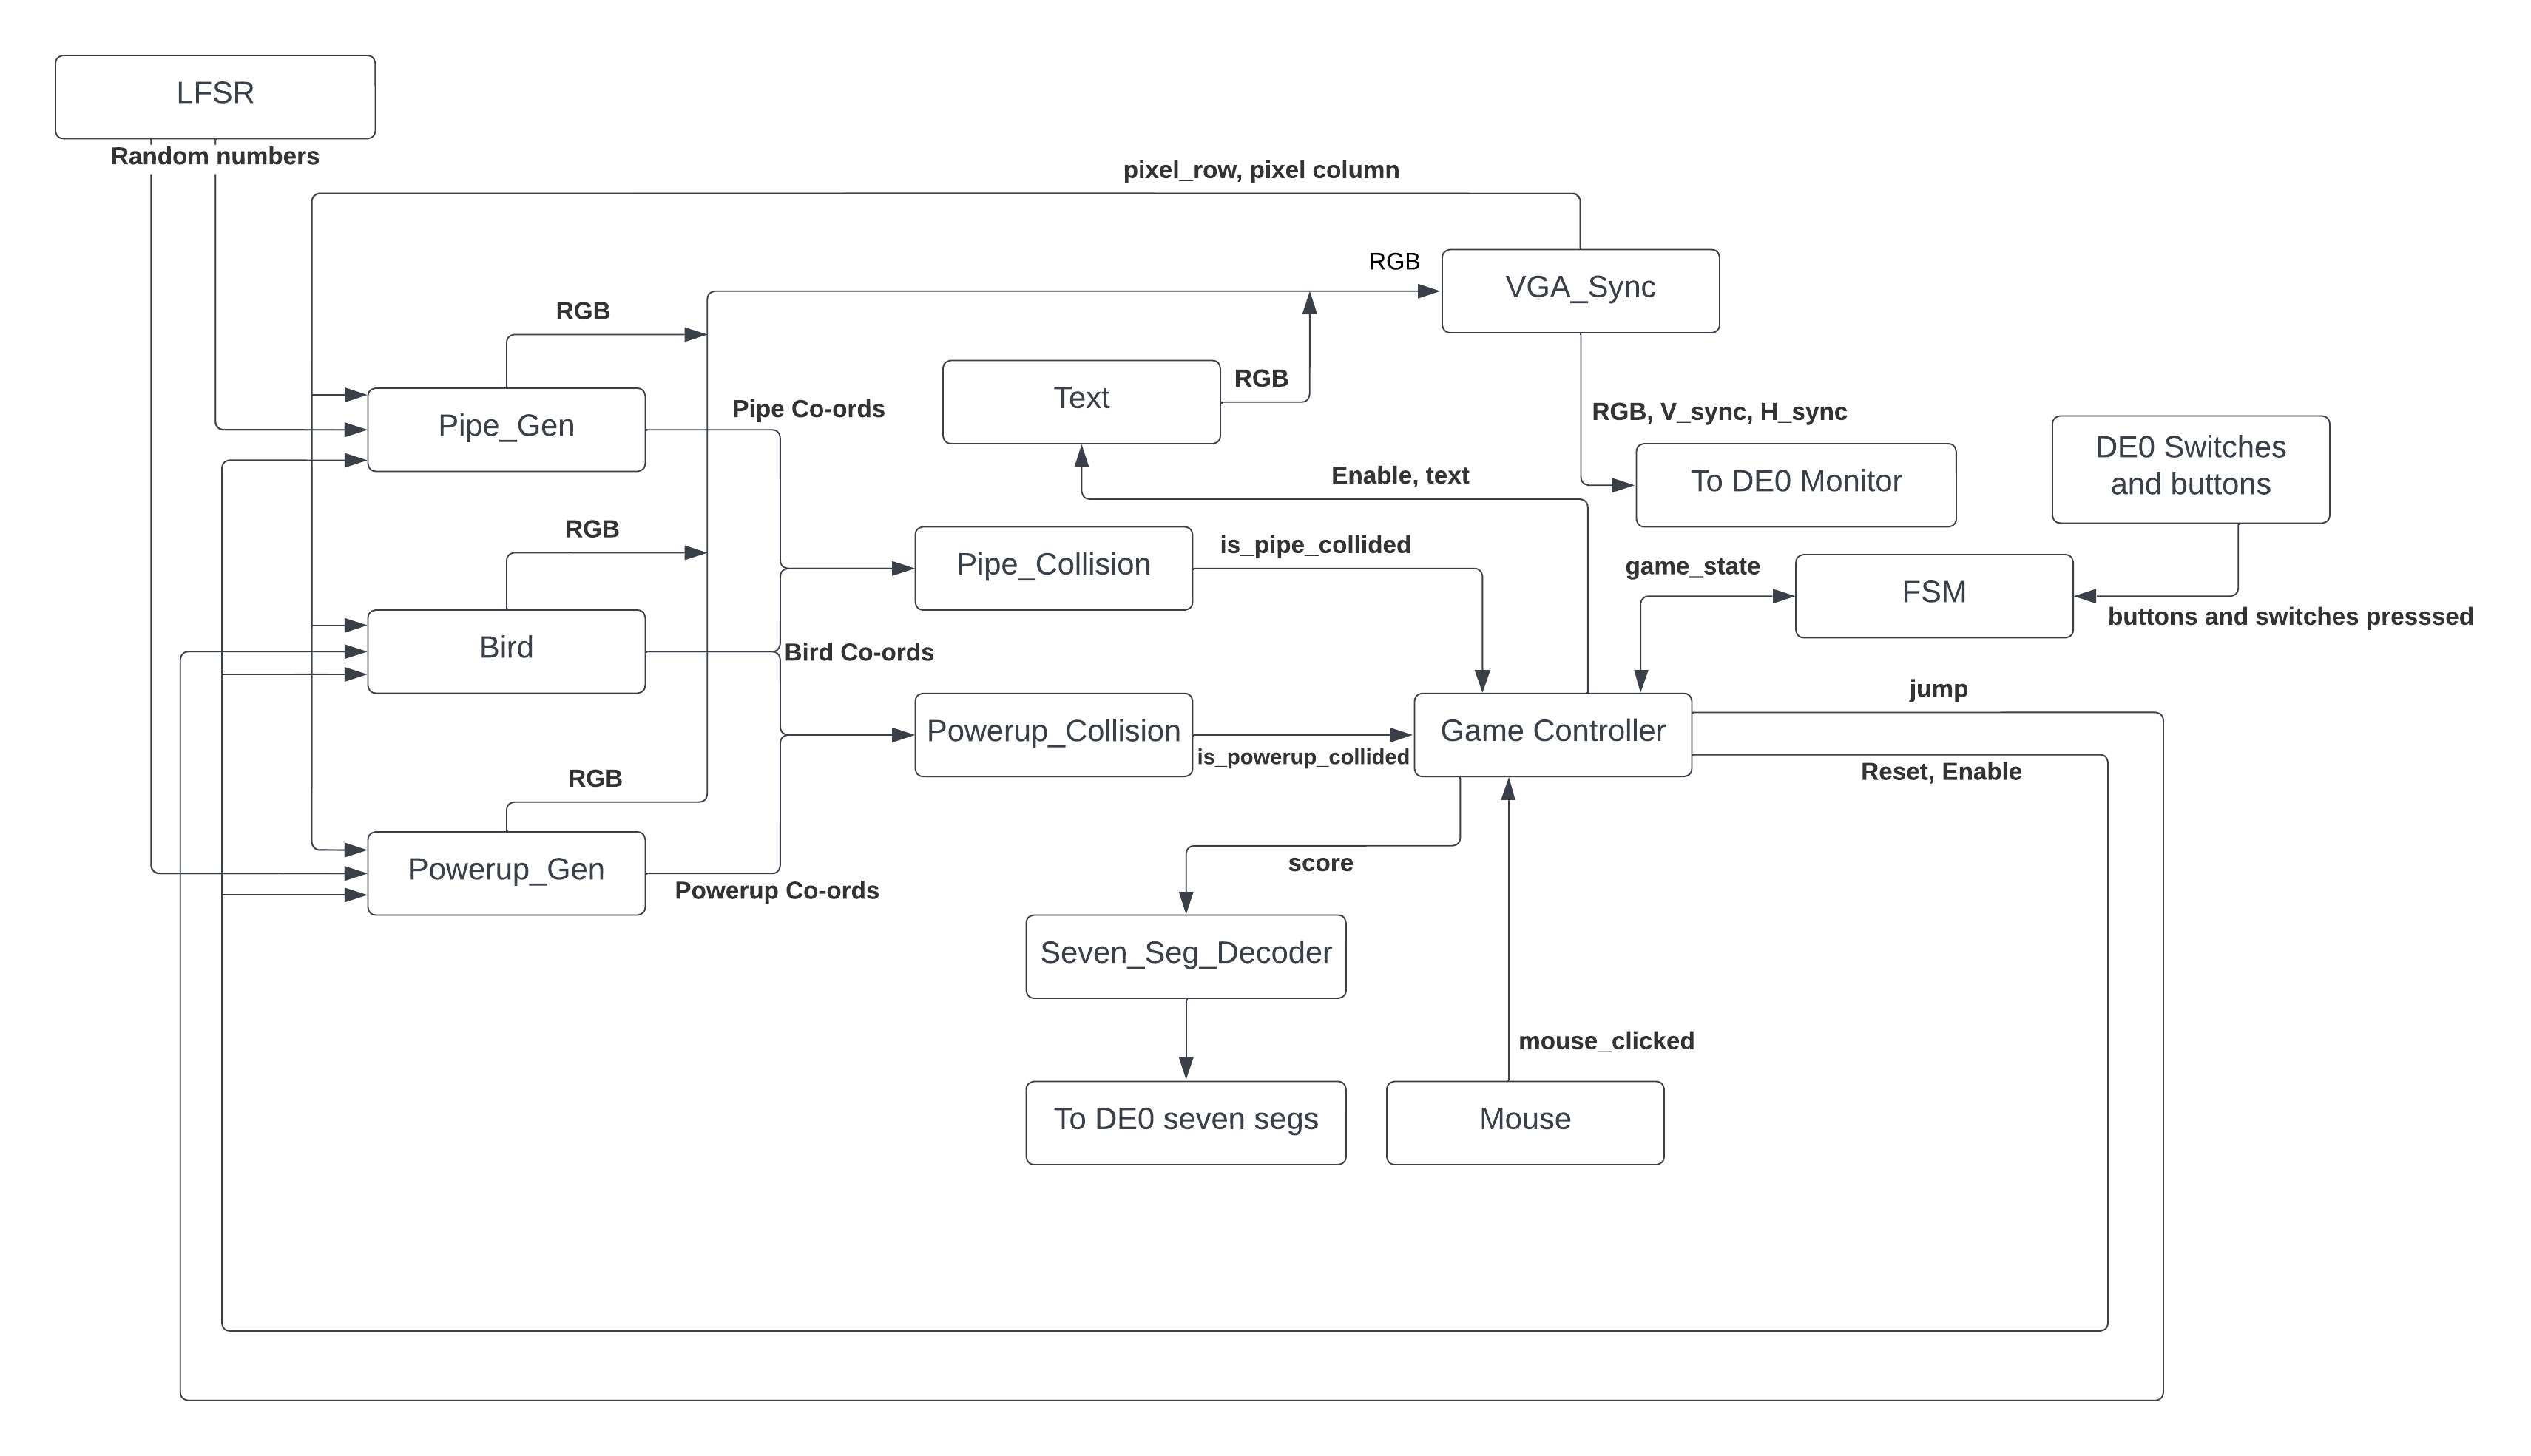 LFSR
Random numbers
pixel_row, pixel column
RGB
VGA_Sync
RGB
Text
RGB
Pipe Co-ords
Pipe_Gen
RGB, V_sync, H_sync
To DE0 Monitor
DE0 Switches
and buttons
Enable, text
RGB
Pipe_Collision
is_pipe_collided
game_state
FSM
buttons and switches presssed
Bird
Bird Co-ords
jump
Powerup_Collision
is_powerup_collided
Game Controller
Reset, Enable
RGB
Powerup_Gen
Powerup Co-ords
score
Seven_Seg_Decoder
mouse_clicked
To DE0 seven segs
Mouse